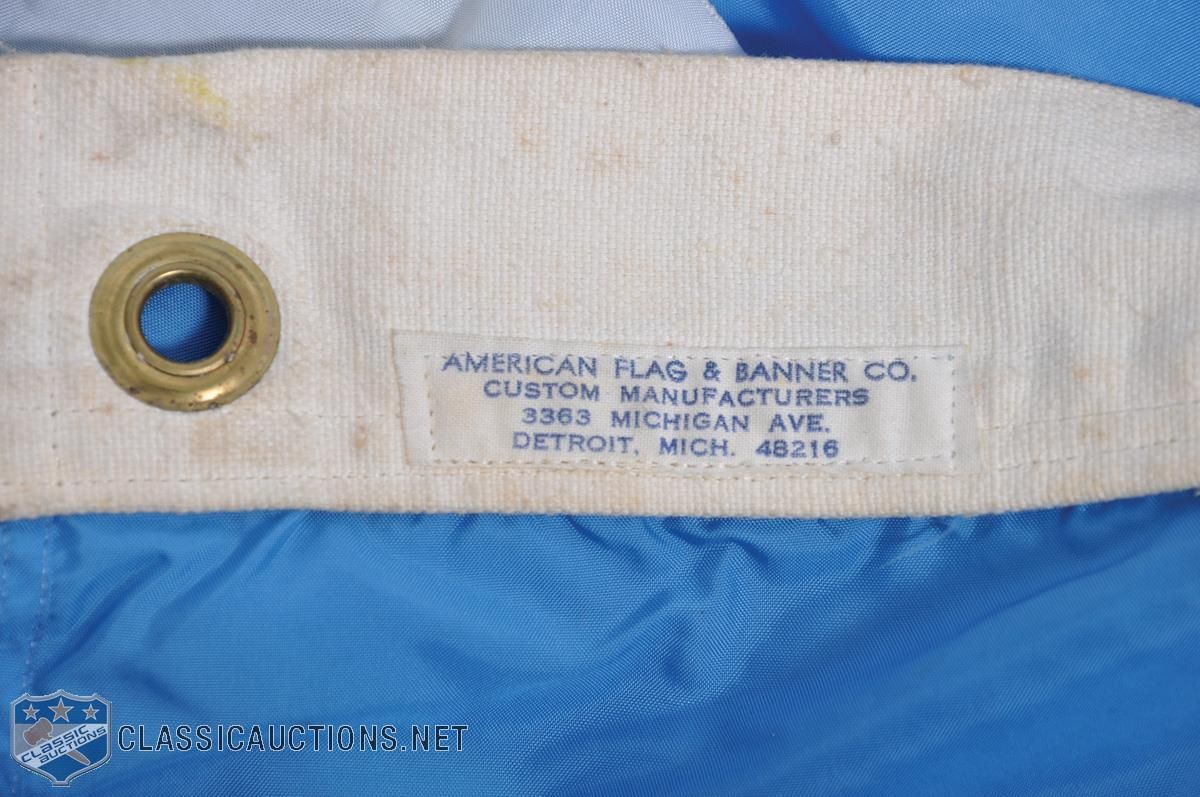 AMERICAN FLAG & BANNER CO.
CUSTOM MANUFACTURERS
3363 MICHIGAN AVE.
DETROIT, MICH. 48216
CLASSIC
AUCTIONS
CLASSICAUCTIONS.NET